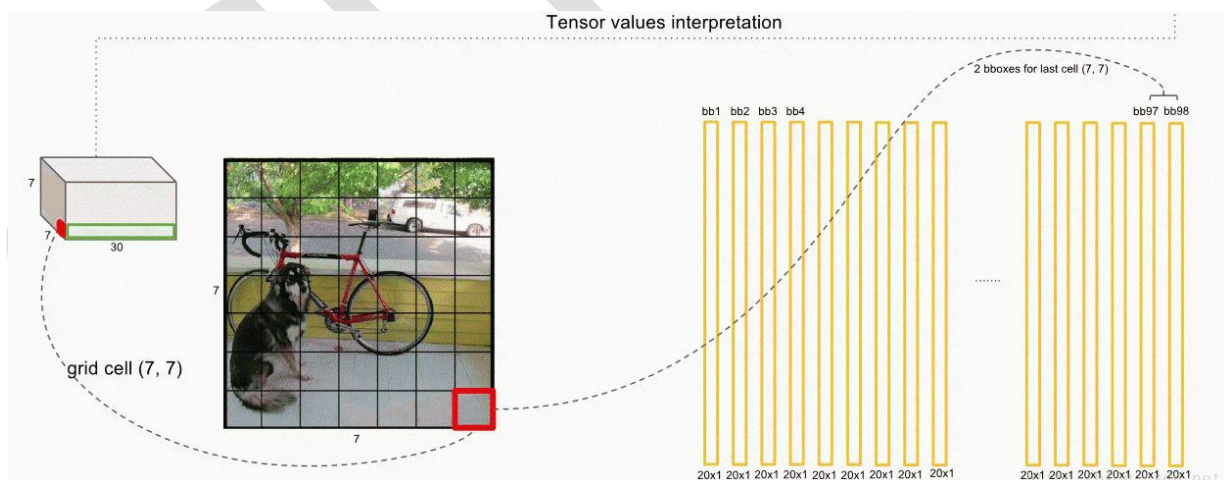 Tensor values interpretation
2 bboxes for last cell (7, 7)
bb1 bb2 bb3 bb4
bb97 bb98
7
7
30
7
grid cell (7, 7)
7
20x1 20x1 20x1 20x1 20x1 20x1 20x1 20x1 20x1
20x1 20x1 20x1 20x1 20x1 20x1
.......